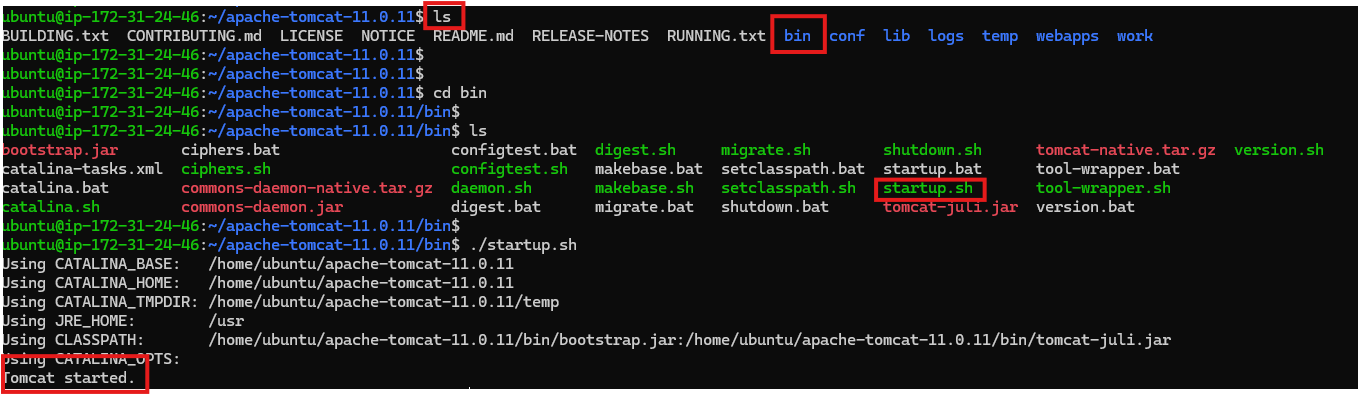 ubuntu@ip-172-31-24-46:~/apache-tomcat-11.0.11$ ls
BUILDING.txt  CONTRIBUTING.md  LICENSE  NOTICE  README.md  RELEASE-NOTES  RUNNING.txt  bin  conf  lib  logs  temp  webapps  work
ubuntu@ip-172-31-24-46:~/apache-tomcat-11.0.11$
ubuntu@ip-172-31-24-46:~/apache-tomcat-11.0.11$
ubuntu@ip-172-31-24-46:~/apache-tomcat-11.0.11$ cd bin
ubuntu@ip-172-31-24-46:~/apache-tomcat-11.0.11/bin$
ubuntu@ip-172-31-24-46:~/apache-tomcat-11.0.11/bin$ ls
bootstrap.jar       ciphers.bat                   configtest.bat  digest.sh    migrate.sh       shutdown.sh      tomcat-native.tar.gz  version.sh
catalina-tasks.xml  ciphers.sh                    configtest.sh   makebase.bat  setclasspath.bat  startup.bat      tool-wrapper.bat
catalina.bat        commons-daemon-native.tar.gz  daemon.sh       makebase.sh   setclasspath.sh   startup.sh       tool-wrapper.sh
catalina.sh         commons-daemon.jar            digest.bat      migrate.bat   shutdown.bat      tomcat-juli.jar  version.bat
ubuntu@ip-172-31-24-46:~/apache-tomcat-11.0.11/bin$
ubuntu@ip-172-31-24-46:~/apache-tomcat-11.0.11/bin$ ./startup.sh
Using CATALINA_BASE:   /home/ubuntu/apache-tomcat-11.0.11
Using CATALINA_HOME:   /home/ubuntu/apache-tomcat-11.0.11
Using CATALINA_TMPDIR: /home/ubuntu/apache-tomcat-11.0.11/temp
Using JRE_HOME:        /usr
Using CLASSPATH:       /home/ubuntu/apache-tomcat-11.0.11/bin/bootstrap.jar:/home/ubuntu/apache-tomcat-11.0.11/bin/tomcat-juli.jar
Using CATALINA_OPTS:
Tomcat started.